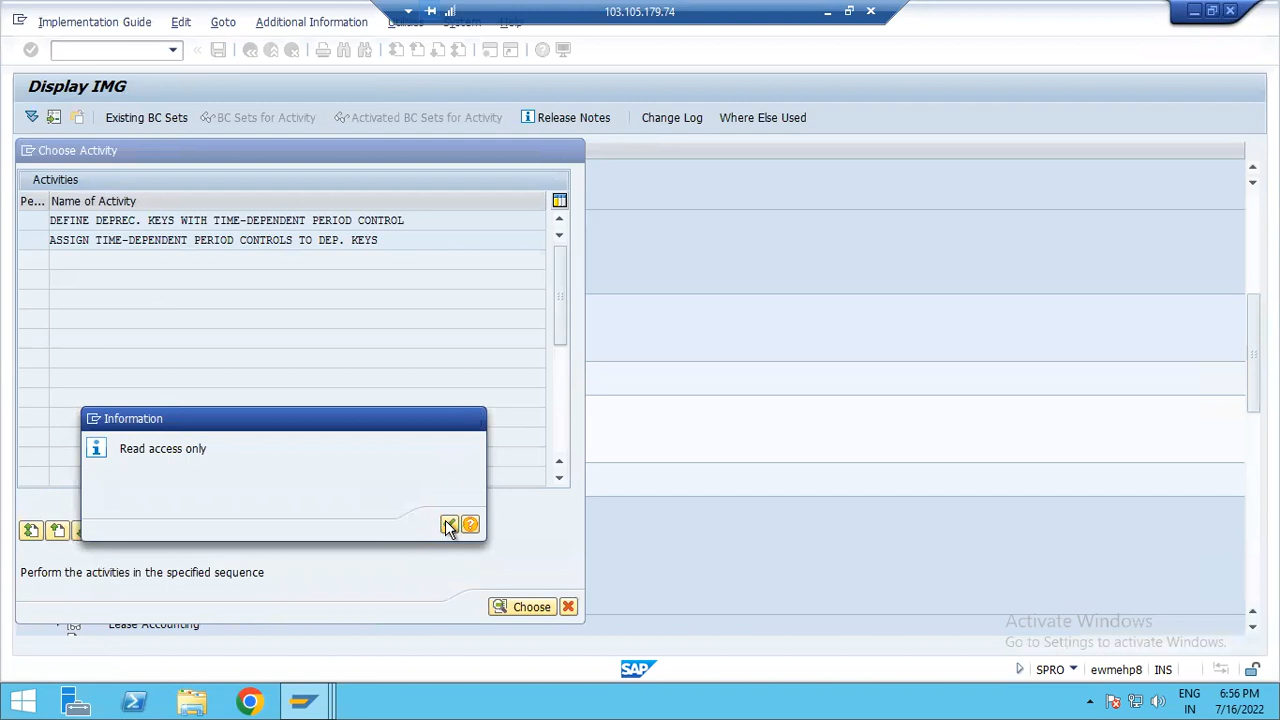 103.105.179.74
Implementation Guide Edit Goto Additional Information Utilities System Help
Display IMG
Existing BC Sets BC Sets for Activity Activated BC Sets for Activity Release Notes Change Log Where Else Used
Choose Activity
Activities
Pe... Name of Activity
DEFINE DEPREC. KEYS WITH TIME-DEPENDENT PERIOD CONTROL
ASSIGN TIME-DEPENDENT PERIOD CONTROLS TO DEP. KEYS
Information
Read access only
Perform the activities in the specified sequence
Choose
Lease Accounting
Activate Windows
Go to Settings to activate Windows.
SAP
SPRO ewmehp8 INS
ENG 6:56 PM
IN 7/16/2022